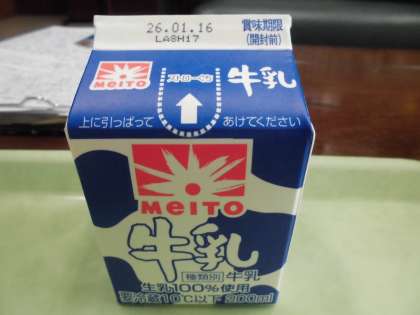 26.01.16
LA8H17
賞味期限
(開封前)
MEITO
ストローぐち
牛乳
上に引っぱって
あけてください
MEITO
牛乳
種類別 牛乳
生乳100%使用
要冷蔵10℃以下 200ml